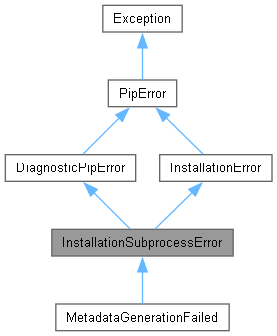 Exception
PipError
DiagnosticPipError
InstallationError
InstallationSubprocessError
MetadataGenerationFailed